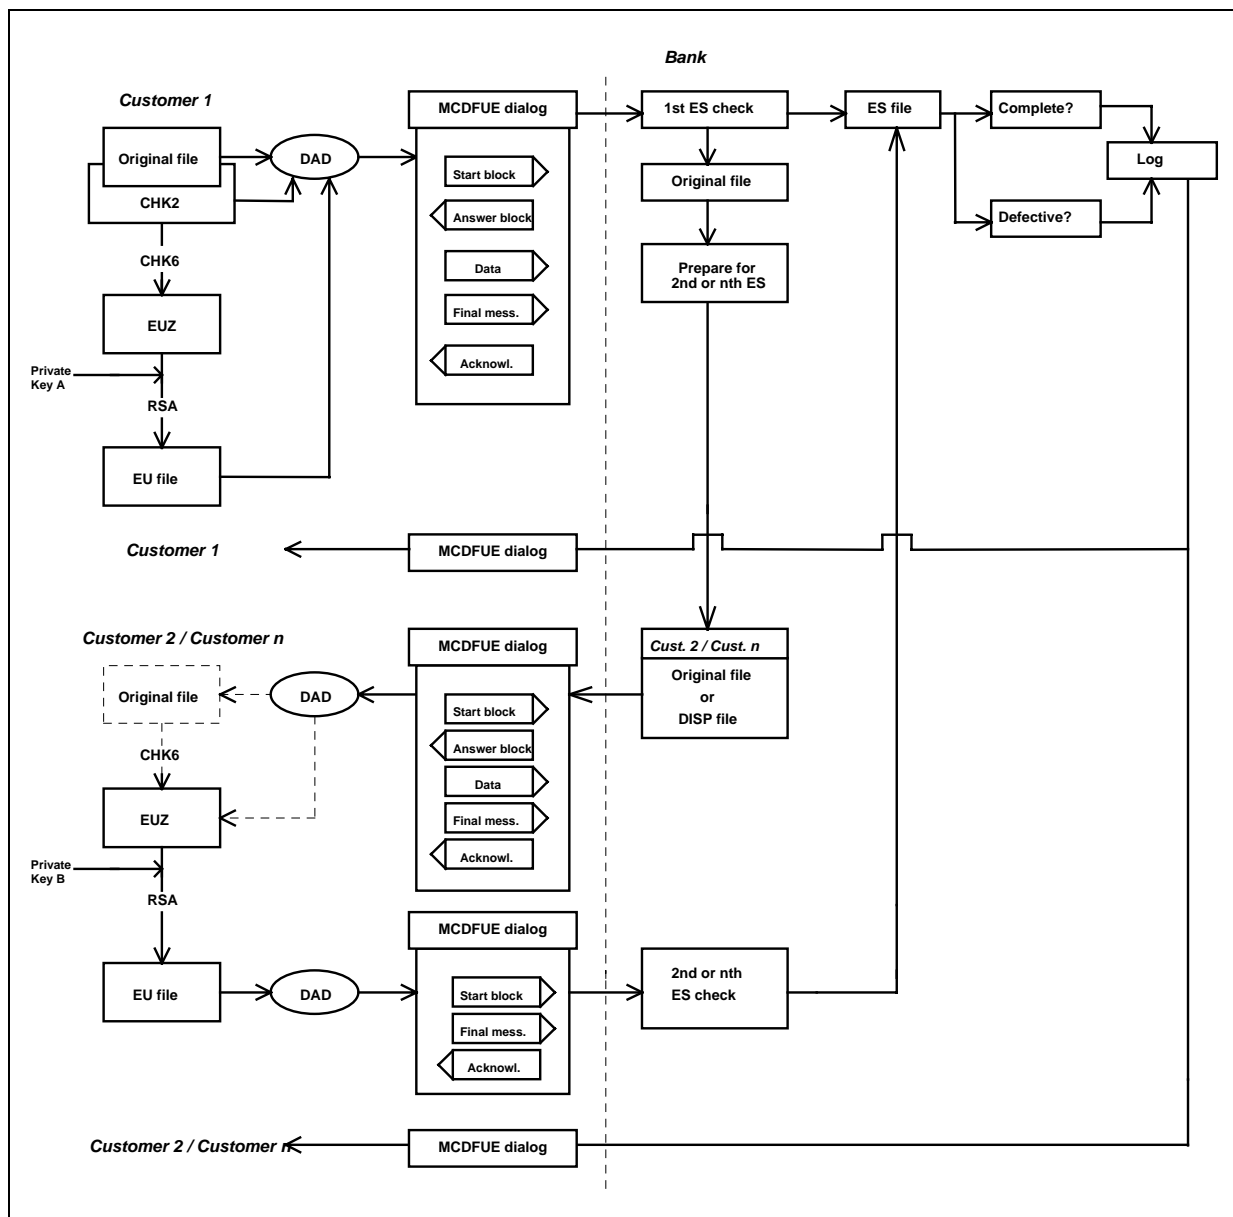 Bank
Customer 1
MCDFUE dialog
1st ES check
ES file
Complete?
Original file
DAD
Log
Start block
Original file
CHK2
Answer block
Defective?
CHK6
Data
Prepare for
2nd or nth ES
Final mess.
EUZ
Acknowl.
Private
Key A
RSA
EU file
Customer 1
MCDFUE dialog
Customer 2 / Customer n
MCDFUE dialog
Cust. 2 / Cust. n
Original file
DAD
Original file
or
DISP file
Start block
Answer block
CHK6
Data
EUZ
Final mess.
Acknowl.
Private
Key B
RSA
MCDFUE dialog
2nd or nth
ES check
EU file
DAD
Start block
Final mess.
Acknowl.
Customer 2 / Customer n
MCDFUE dialog